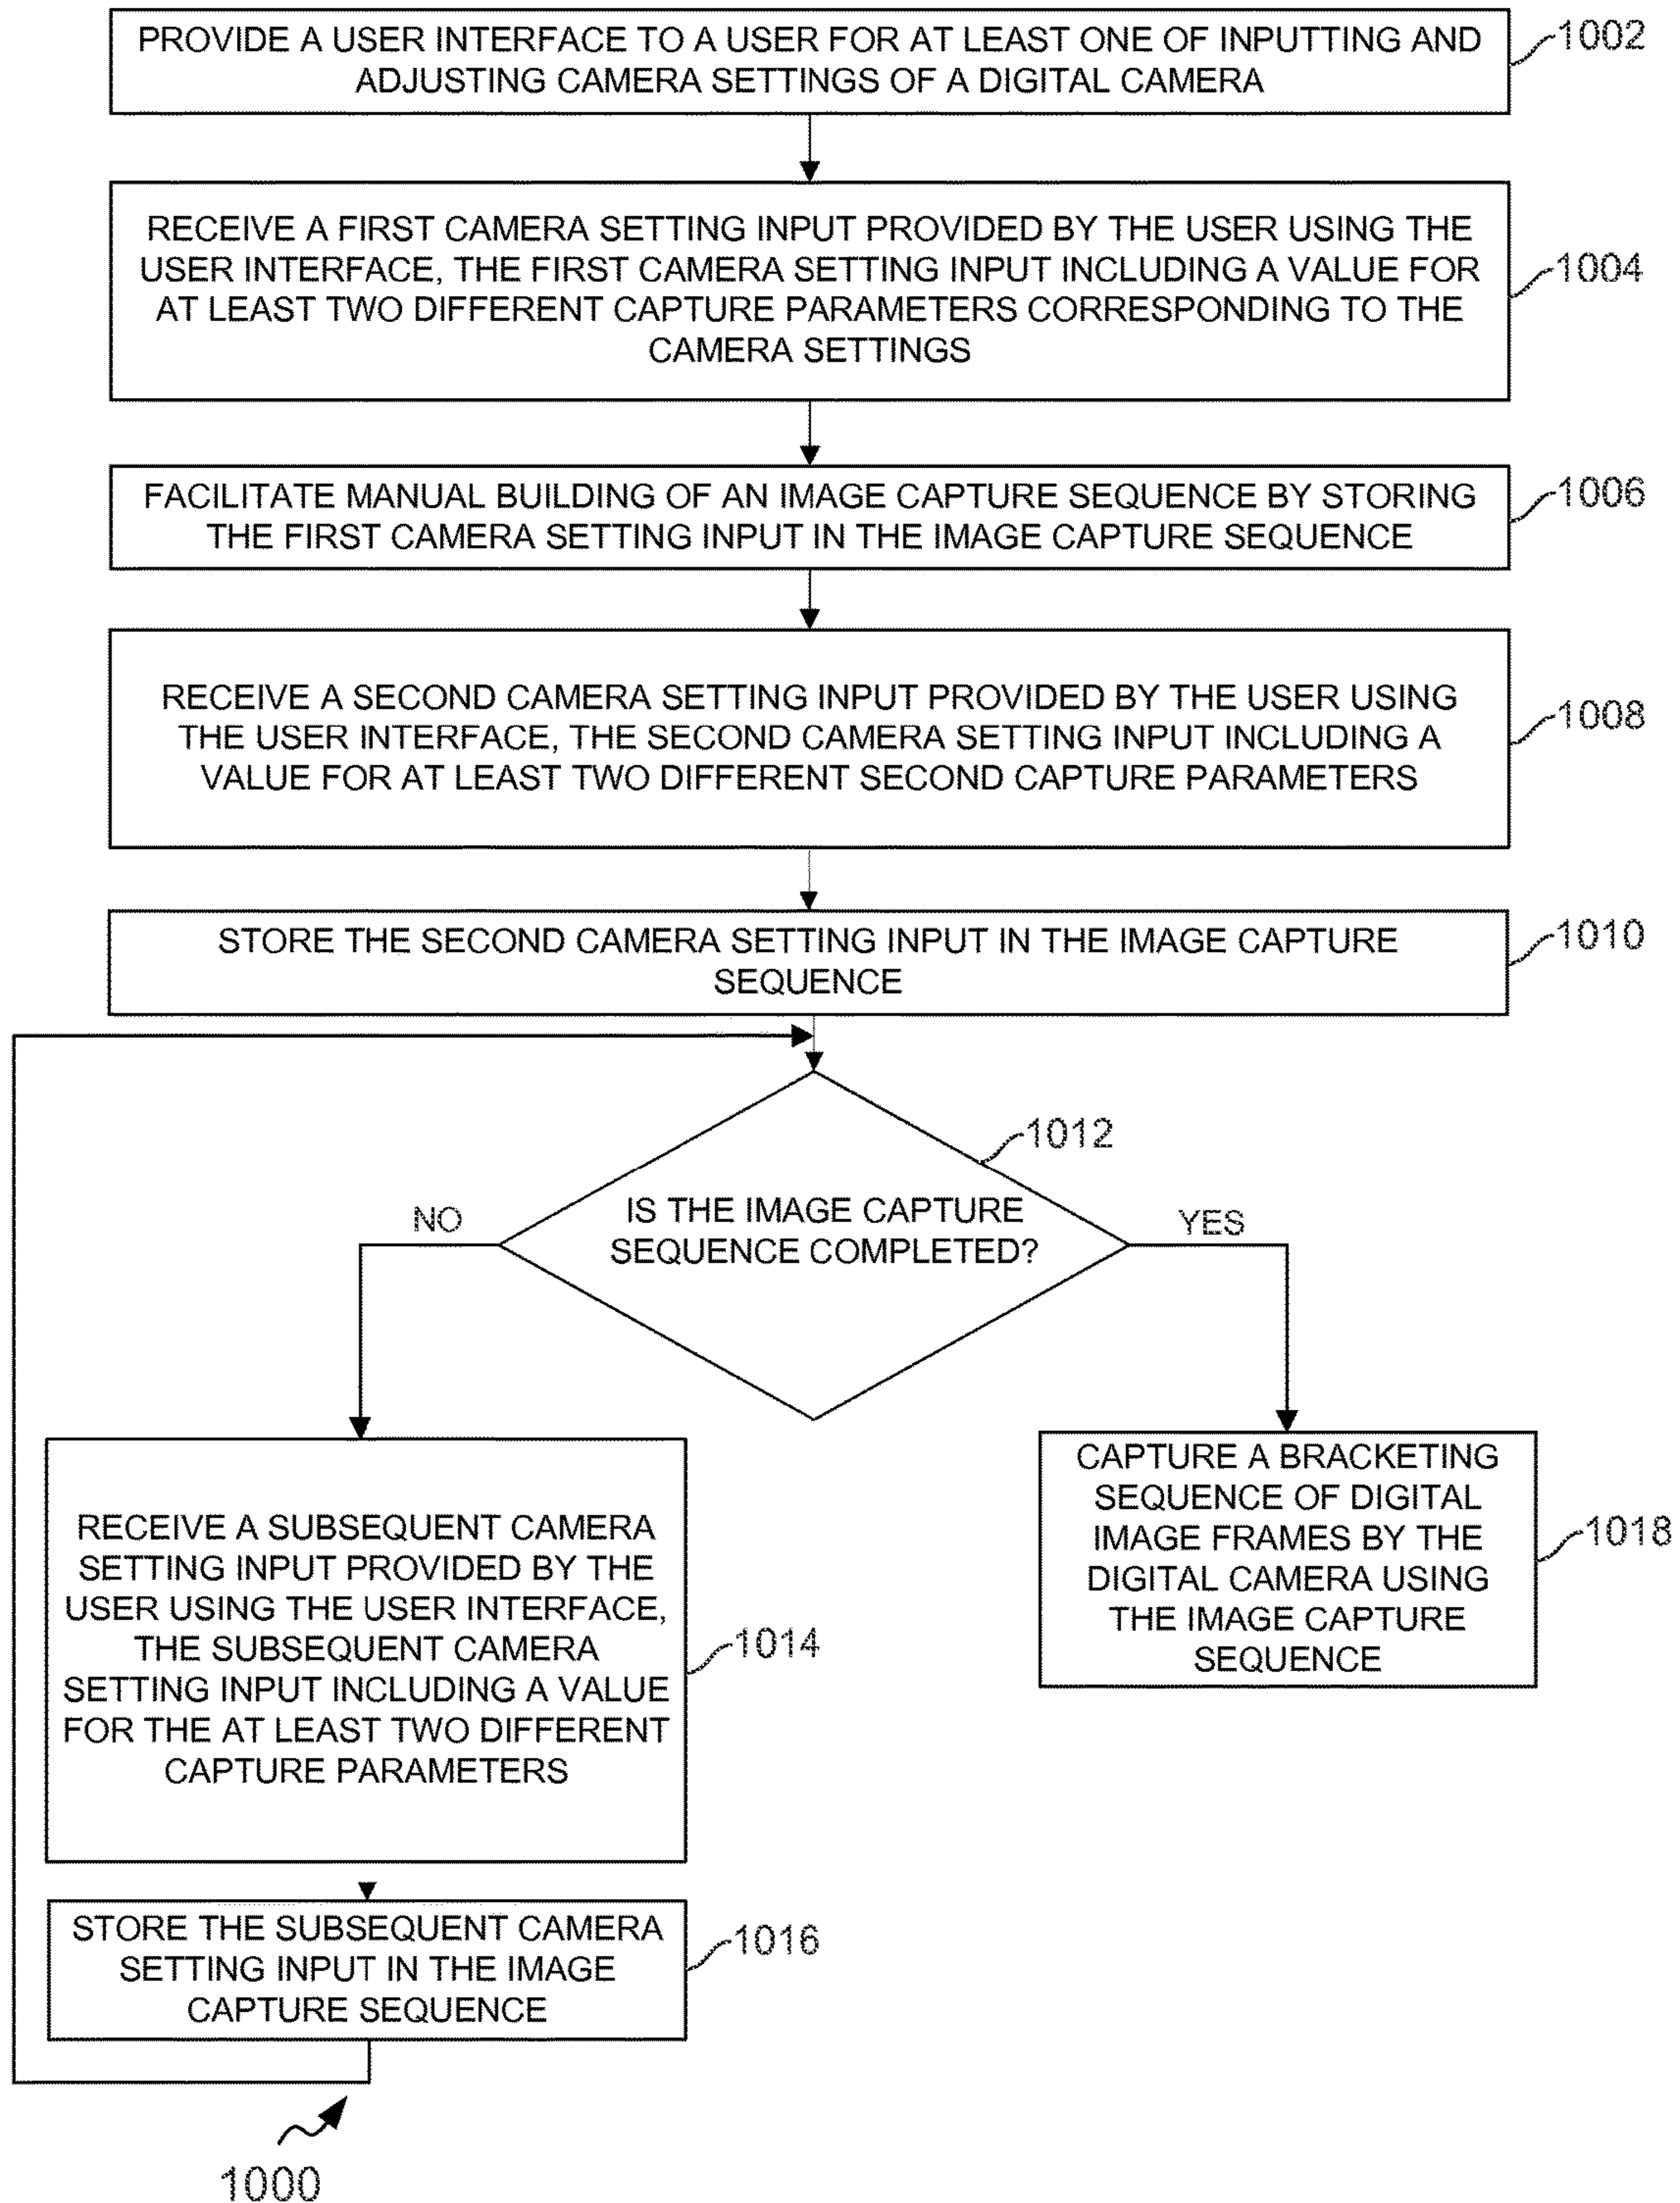 PROVIDE A USER INTERFACE TO A USER FOR AT LEAST ONE OF INPUTTING AND
ADJUSTING CAMERA SETTINGS OF A DIGITAL CAMERA
1002
RECEIVE A FIRST CAMERA SETTING INPUT PROVIDED BY THE USER USING THE
USER INTERFACE, THE FIRST CAMERA SETTING INPUT INCLUDING A VALUE FOR
AT LEAST TWO DIFFERENT CAPTURE PARAMETERS CORRESPONDING TO THE
CAMERA SETTINGS
1004
FACILITATE MANUAL BUILDING OF AN IMAGE CAPTURE SEQUENCE BY STORING
THE FIRST CAMERA SETTING INPUT IN THE IMAGE CAPTURE SEQUENCE
1006
RECEIVE A SECOND CAMERA SETTING INPUT PROVIDED BY THE USER USING
THE USER INTERFACE, THE SECOND CAMERA SETTING INPUT INCLUDING A
VALUE FOR AT LEAST TWO DIFFERENT SECOND CAPTURE PARAMETERS
1008
STORE THE SECOND CAMERA SETTING INPUT IN THE IMAGE CAPTURE
SEQUENCE
1010
1012
IS THE IMAGE CAPTURE
SEQUENCE COMPLETED?
NO
YES
RECEIVE A SUBSEQUENT CAMERA
SETTING INPUT PROVIDED BY THE
USER USING THE USER INTERFACE,
THE SUBSEQUENT CAMERA
SETTING INPUT INCLUDING A VALUE
FOR THE AT LEAST TWO DIFFERENT
CAPTURE PARAMETERS
1014
CAPTURE A BRACKETING
SEQUENCE OF DIGITAL
IMAGE FRAMES BY THE
DIGITAL CAMERA USING
THE IMAGE CAPTURE
SEQUENCE
1018
STORE THE SUBSEQUENT CAMERA
SETTING INPUT IN THE IMAGE
CAPTURE SEQUENCE
1016
1000